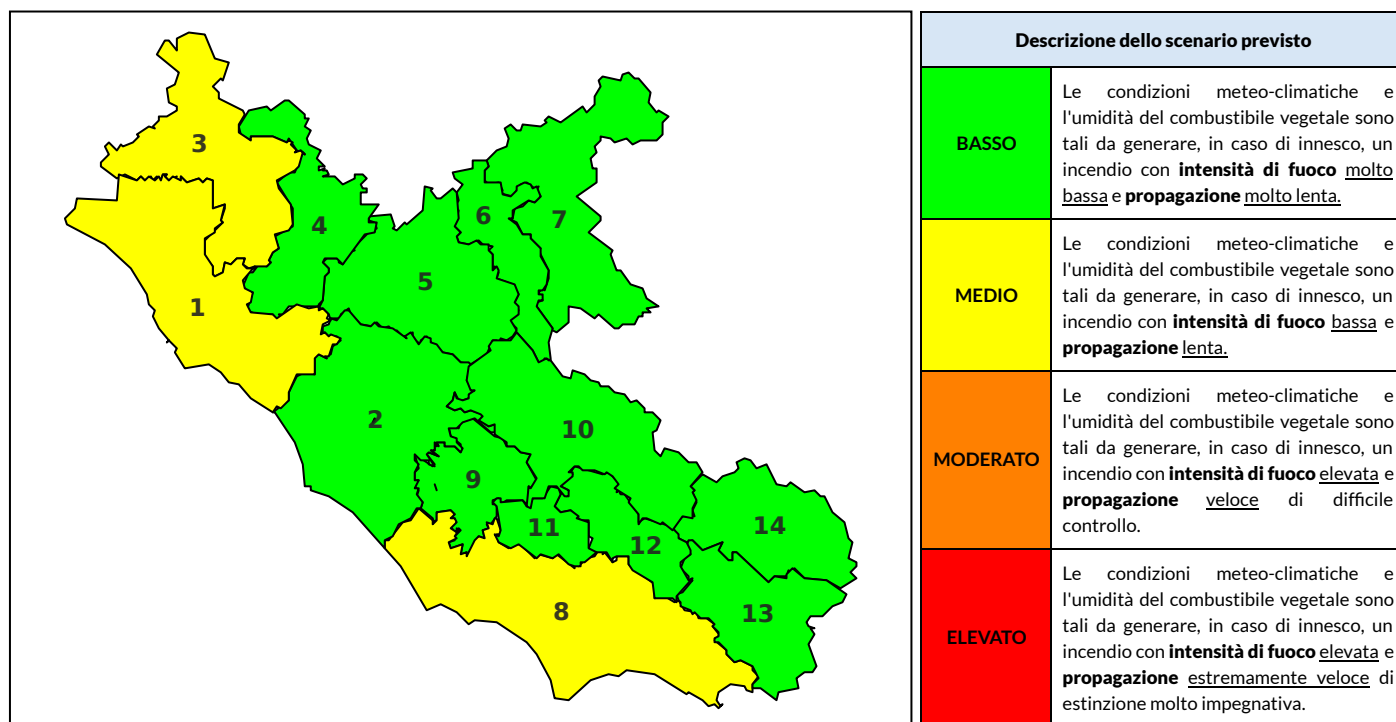 3
4
6
7
5
1
2
10
9
14
11
12
8
13
Descrizione dello scenario previsto
BASSO
Le condizioni meteo-climatiche e
l'umidità del combustibile vegetale sono
tali da generare, in caso di innesco, un
incendio con intensità di fuoco molto
bassa e propagazione molto lenta.
MEDIO
Le condizioni meteo-climatiche e
l'umidità del combustibile vegetale sono
tali da generare, in caso di innesco, un
incendio con intensità di fuoco bassa e
propagazione lenta.
MODERATO
Le condizioni meteo-climatiche e
l'umidità del combustibile vegetale sono
tali da generare, in caso di innesco, un
incendio con intensità di fuoco elevata e
propagazione veloce di difficile
controllo.
ELEVATO
Le condizioni meteo-climatiche e
l'umidità del combustibile vegetale sono
tali da generare, in caso di innesco, un
incendio con intensità di fuoco elevata e
propagazione estremamente veloce di
estinzione molto impegnativa.